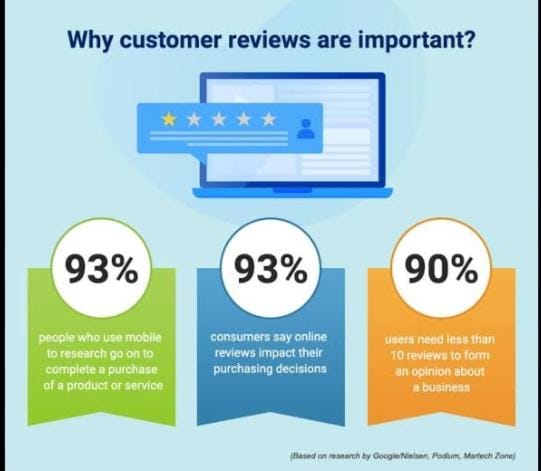 Why customer reviews are important?
93%
people who use mobile
to research go on to
complete a purchase
of a product or service
93%
consumers say online
reviews impact their
purchasing decisions
90%
users need less than
10 reviews to form
an opinion about
a business
(Based on research by Google/Nielsen, Podium, Martech Zone)